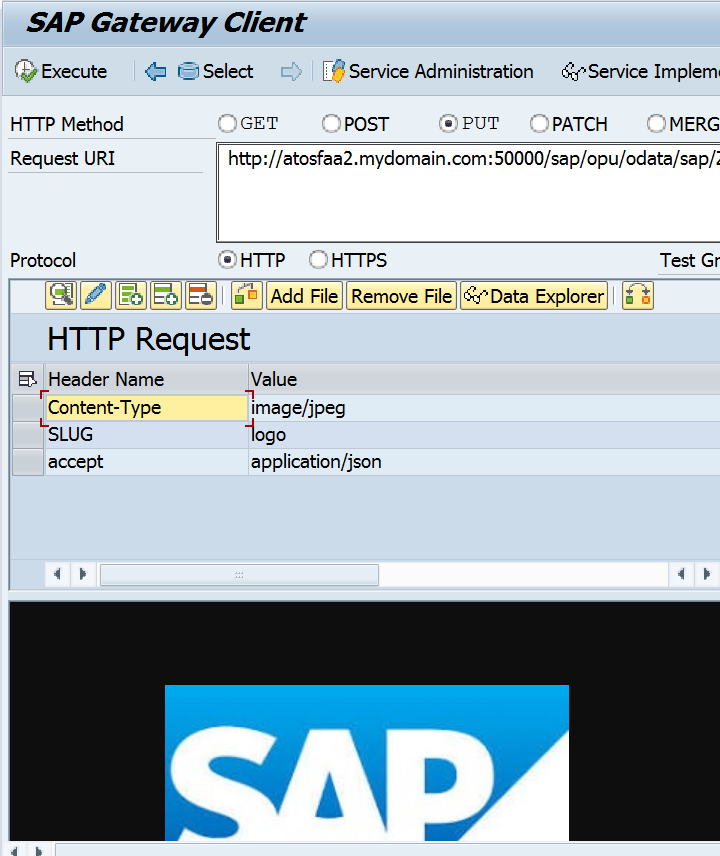 SAP Gateway Client
Execute Select Service Administration Service Implem
HTTP Method GET POST PUT PATCH MERG
Request URI http://atosfaa2.mydomain.com:50000/sap/opu/odata/sap/Z
Protocol HTTP HTTPS Test Gr
Add File Remove File Data Explorer
HTTP Request
Header Name Value
Content-Type image/jpeg
SLUG logo
accept application/json
SAP